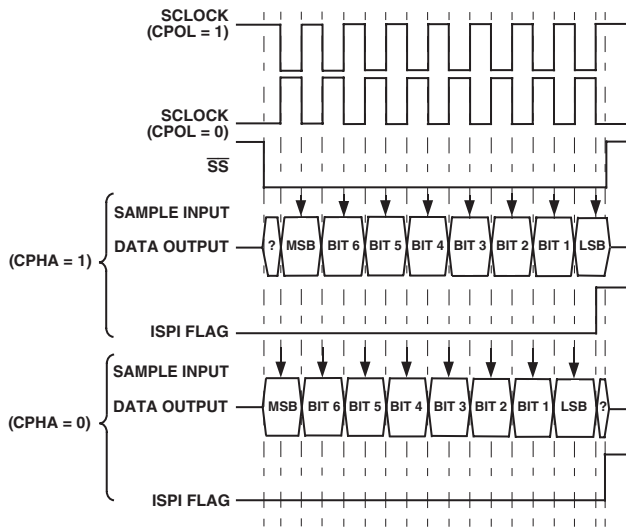 SCLOCK
(CPOL = 1)
SCLOCK
(CPOL = 0)
SS
(CPHA = 1)
SAMPLE INPUT
DATA OUTPUT
? MSB BIT 6 BIT 5 BIT 4 BIT 3 BIT 2 BIT 1 LSB
ISPI FLAG
(CPHA = 0)
SAMPLE INPUT
DATA OUTPUT
MSB BIT 6 BIT 5 BIT 4 BIT 3 BIT 2 BIT 1 LSB ?
ISPI FLAG